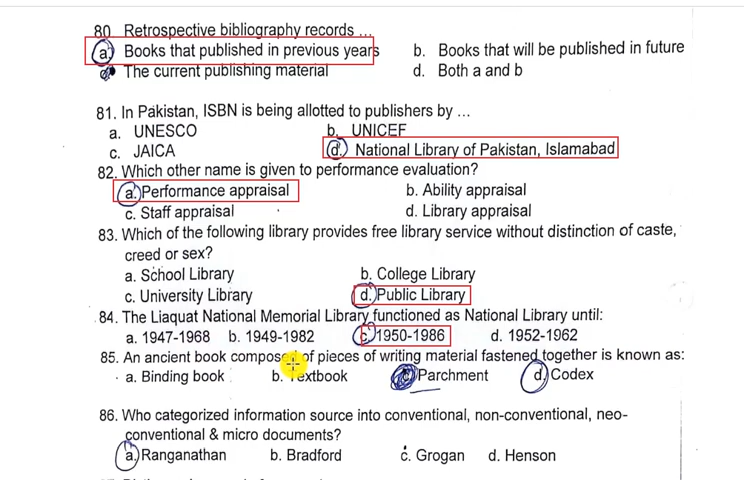 80 Retrospective bibliography records ...
a. Books that published in previous years b. Books that will be published in future
The current publishing material d. Both a and b
81. In Pakistan, ISBN is being allotted to publishers by ...
a. UNESCO b. UNICEF
c. JAICA d. National Library of Pakistan, Islamabad
82. Which other name is given to performance evaluation?
a. Performance appraisal b. Ability appraisal
c. Staff appraisal d. Library appraisal
83. Which of the following library provides free library service without distinction of caste,
creed or sex?
a. School Library b. College Library
c. University Library d. Public Library
84. The Liaquat National Memorial Library functioned as National Library until:
a. 1947-1968 b. 1949-1982 c. 1950-1986 d. 1952-1962
85. An ancient book composed of pieces of writing material fastened together is known as:
a. Binding book b. Textbook c. Parchment d. Codex
86. Who categorized information source into conventional, non-conventional, neo-
conventional & micro documents?
a. Ranganathan b. Bradford c. Grogan d. Henson